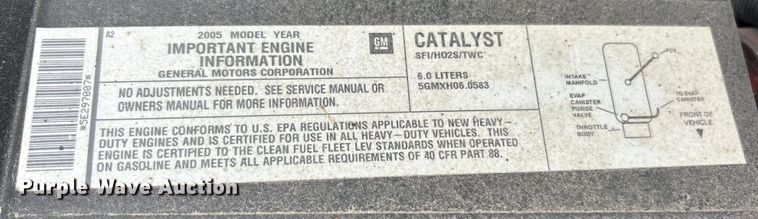 A2
2005 MODEL YEAR
IMPORTANT ENGINE
INFORMATION
GENERAL MOTORS CORPORATION
GM
NO ADJUSTMENTS NEEDED. SEE SERVICE MANUAL OR
OWNERS MANUAL FOR MORE INFORMATION.
THIS ENGINE CONFORMS TO U.S. EPA REGULATIONS APPLICABLE TO NEW HEAVY-
DUTY ENGINES AND IS CERTIFIED FOR USE IN ALL HEAVY-DUTY VEHICLES. THIS
ENGINE IS CERTIFIED TO THE CLEAN FUEL FLEET LEV STANDARDS WHEN OPERATED
ON GASOLINE AND MEETS ALL APPLICABLE REQUIREMENTS OF 40 CFR PART 88.
CATALYST
SFI/HO2S/TWC
6.0 LITERS
5GMXH06.0583
PCV
INTAKE
MANIFOLD
EVAP
CANISTER
PURGE
VALVE
THROTTLE
BODY
TO EVAP
CANISTER
FRONT OF
VEHICLE
*5E297807*
Purple Wave Auction